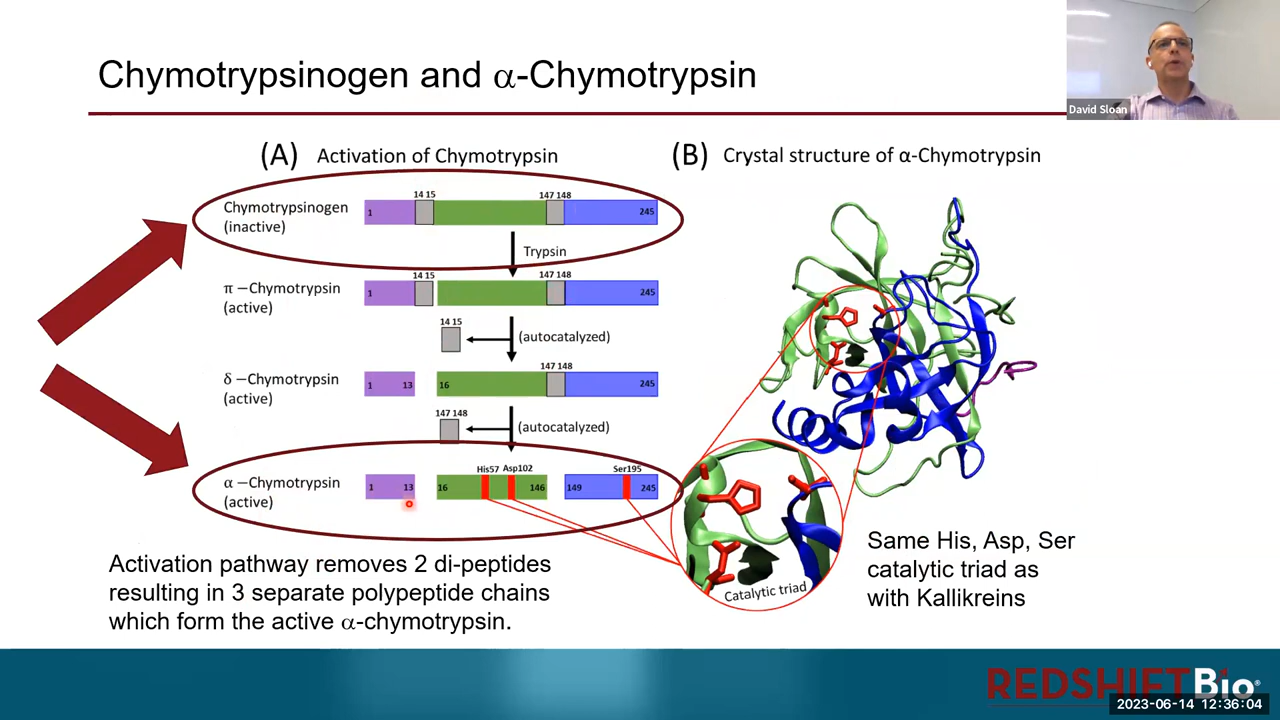 Chymotrypsinogen and α-Chymotrypsin
David Sloan
(A) Activation of Chymotrypsin
(B) Crystal structure of α-Chymotrypsin
Chymotrypsinogen
(inactive)
14 15
147 148
1
245
Trypsin
π –Chymotrypsin
(active)
14 15
147 148
1
245
14 15
(autocatalyzed)
δ –Chymotrypsin
(active)
147 148
1
13
16
245
147 148
(autocatalyzed)
α –Chymotrypsin
(active)
His57
Asp102
Ser195
1
13
16
146
149
245
Catalytic triad
Activation pathway removes 2 di-peptides
resulting in 3 separate polypeptide chains
which form the active α-chymotrypsin.
Same His, Asp, Ser
catalytic triad as
with Kallikreins
REDSHIFTBio®
2023-06-14 12:36:04